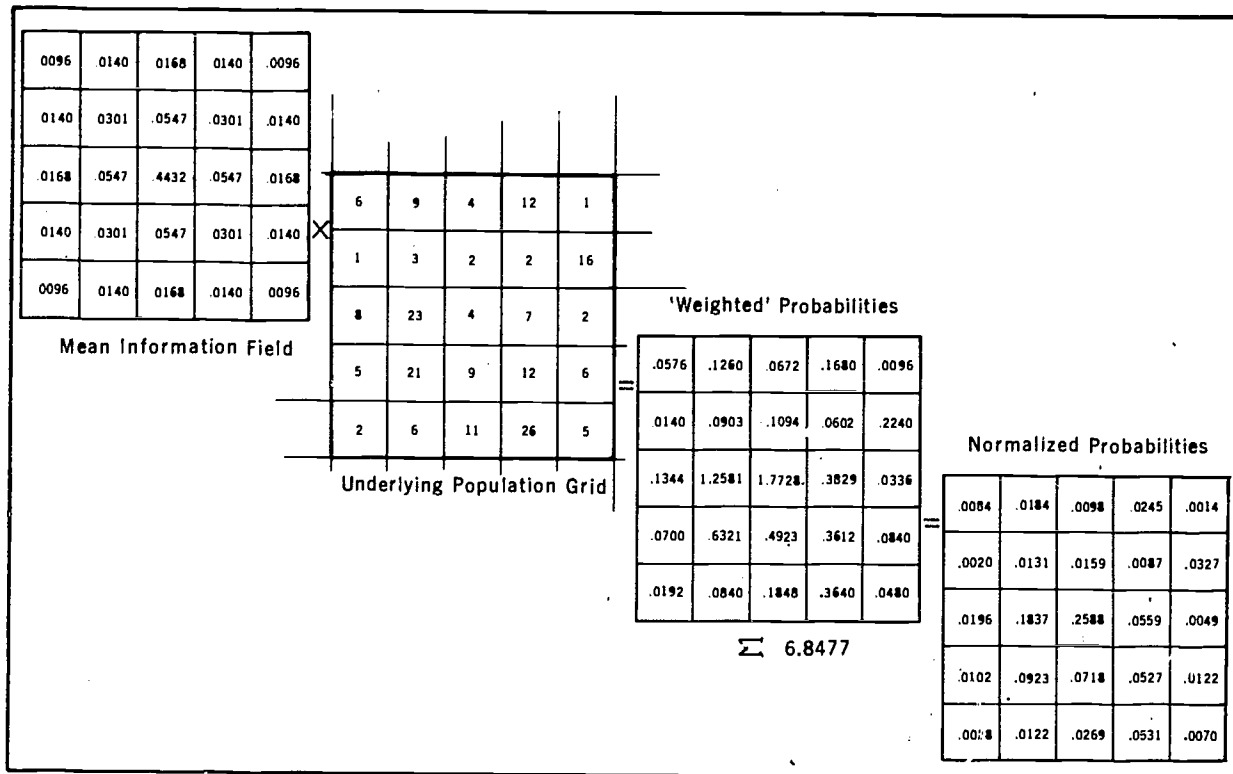 0096 .0140 0168 0140 .0096
0140 0301 .0547 .0301 .0140
.0168 .0547 .4432 .0547 .0168
0140 .0301 0547 0301 .0140
0096 0140 0168 .0140 0096
Mean Information Field
X
6 9 4 12 1
1 3 2 2 16
8 23 4 7 2
5 21 9 12 6
2 6 11 26 5
Underlying Population Grid
=
'Weighted' Probabilities
.0576 .1260 .0672 .1680 .0096
.0140 .0903 .1094 .0602 .2240
.1344 1.2581 1.7728 .3829 .0336
.0700 .6321 .4923 .3612 .0840
.0192 .0840 .1848 .3640 .0480
Σ 6.8477
=
Normalized Probabilities
.0084 .0184 .0098 .0245 .0014
.0020 .0131 .0159 .0087 .0327
.0196 .1837 .2588 .0559 .0049
.0102 .0923 .0718 .0527 .0122
.0028 .0122 .0269 .0531 .0070